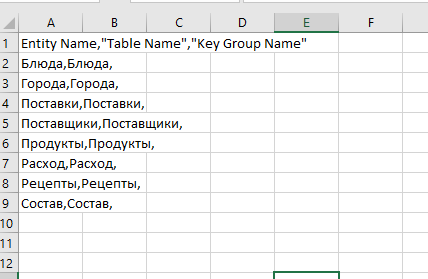 A B C D E F
1 Entity Name,"Table Name","Key Group Name"
2 Блюда,Блюда,
3 Города,Города,
4 Поставки,Поставки,
5 Поставщики,Поставщики,
6 Продукты,Продукты,
7 Расход,Расход,
8 Рецепты,Рецепты,
9 Состав,Состав,
10
11
12